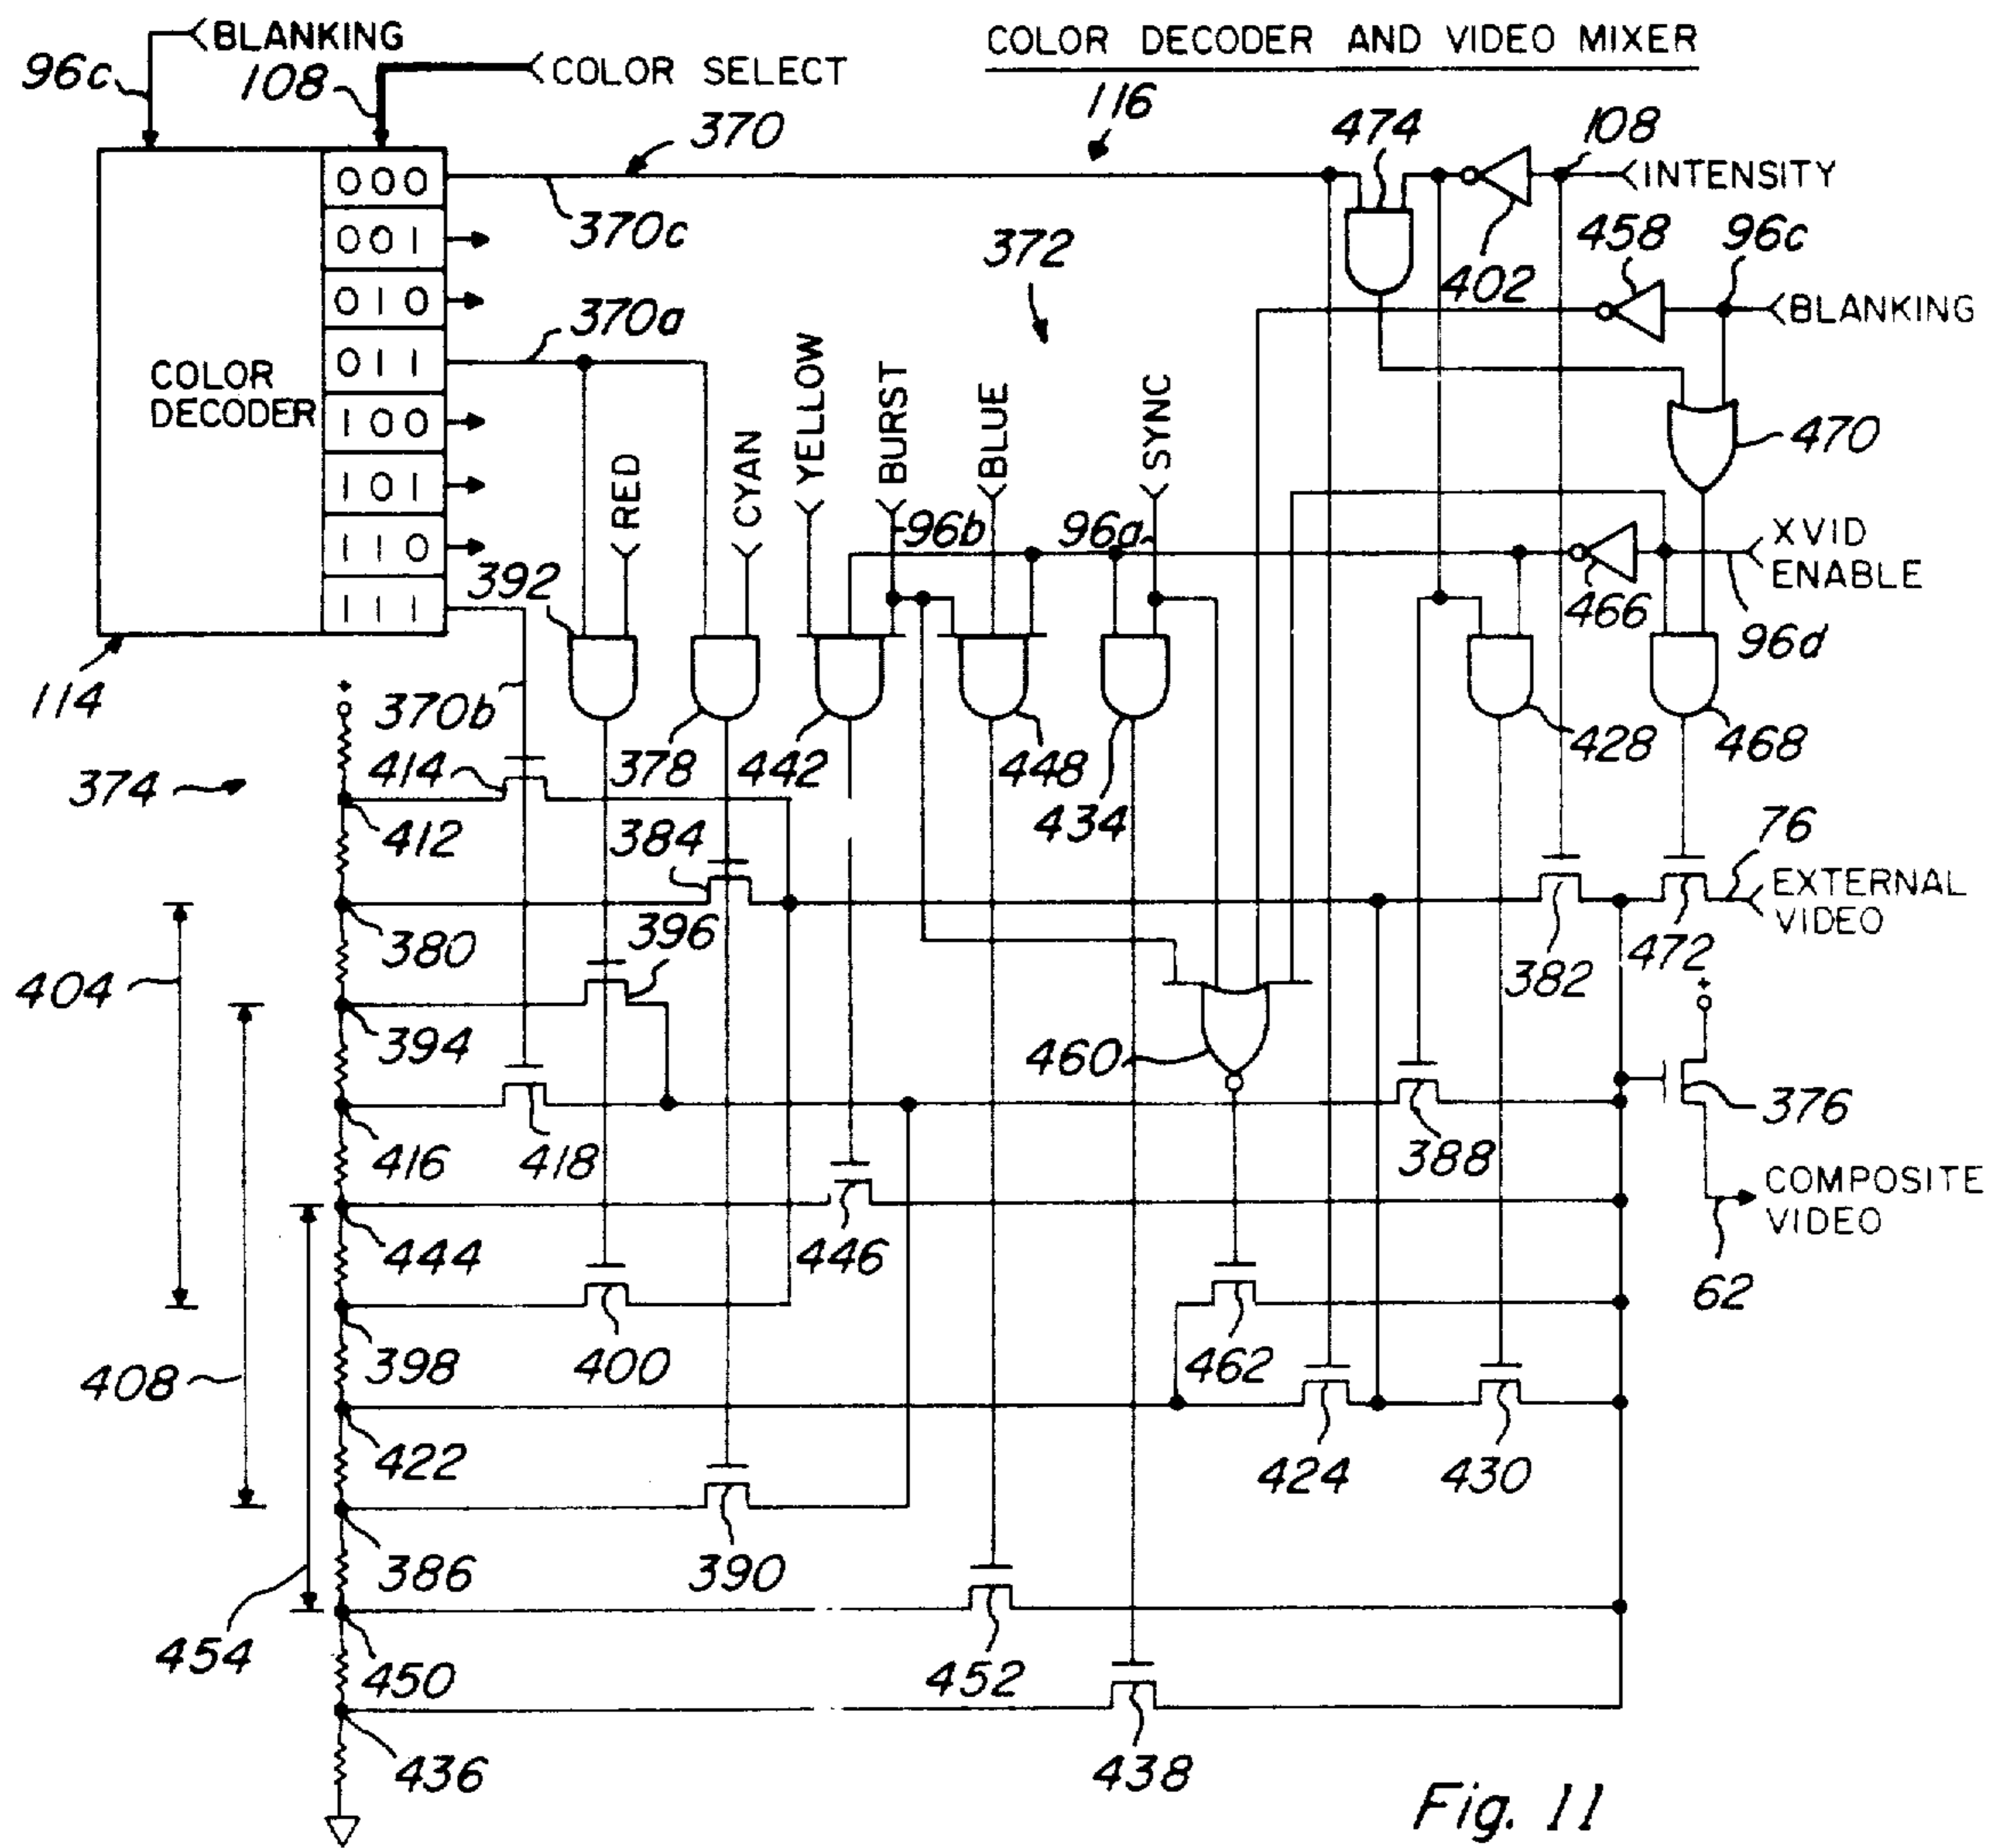 BLANKING
COLOR DECODER AND VIDEO MIXER
96c
108
COLOR SELECT
370
116
474
108
INTENSITY
000
370c
372
402
458
96c
BLANKING
001
010
370a
011
COLOR
DECODER
100
101
110
111
RED
CYAN
YELLOW
BURST
BLUE
SYNC
96b
96a
470
XVID
ENABLE
466
96d
392
114
370b
378
442
448
434
428
468
374
414
412
384
76
EXTERNAL
VIDEO
380
396
382
472
404
394
460
388
376
416
418
COMPOSITE
VIDEO
444
446
62
408
398
400
462
422
424
430
386
390
454
450
452
436
438
Fig. 11
+
+